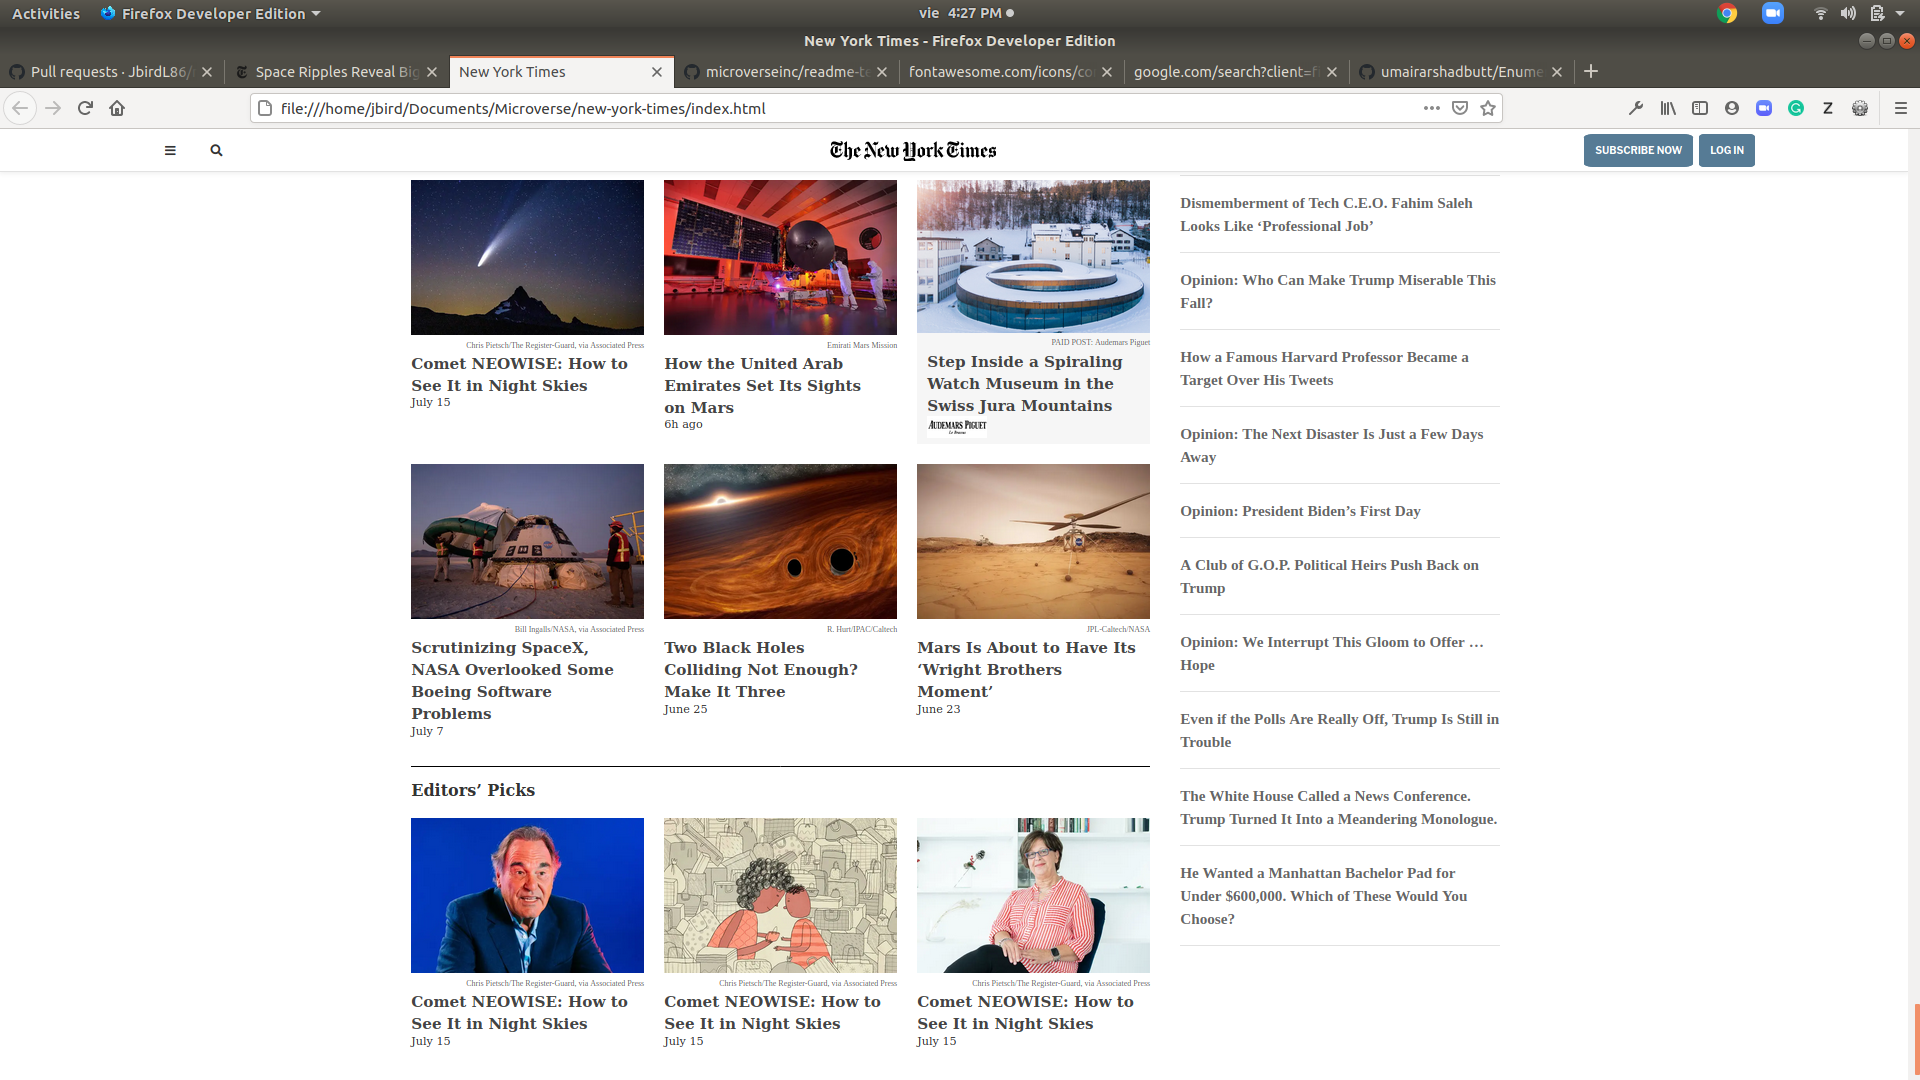 Activities
Firefox Developer Edition
vie 4:27 PM
New York Times - Firefox Developer Edition
Pull requests · JbirdL86/
Space Ripples Reveal Big
New York Times
microverseinc/readme-te
fontawesome.com/icons/co
google.com/search?client=f
umairarshadbutt/Enume
file:///home/jbird/Documents/Microverse/new-york-times/index.html
The New York Times
SUBSCRIBE NOW
LOG IN
Chris Pietsch/The Register-Guard, via Associated Press
Comet NEOWISE: How to
See It in Night Skies
July 15
Emirati Mars Mission
How the United Arab
Emirates Set Its Sights
on Mars
6h ago
PAID POST: Audemars Piguet
Step Inside a Spiraling
Watch Museum in the
Swiss Jura Mountains
AUDEMARS PIGUET
Le Brassus
Bill Ingalls/NASA, via Associated Press
Scrutinizing SpaceX,
NASA Overlooked Some
Boeing Software
Problems
July 7
R. Hurt/IPAC/Caltech
Two Black Holes
Colliding Not Enough?
Make It Three
June 25
JPL-Caltech/NASA
Mars Is About to Have Its
‘Wright Brothers
Moment’
June 23
Editors’ Picks
Chris Pietsch/The Register-Guard, via Associated Press
Comet NEOWISE: How to
See It in Night Skies
July 15
Chris Pietsch/The Register-Guard, via Associated Press
Comet NEOWISE: How to
See It in Night Skies
July 15
Chris Pietsch/The Register-Guard, via Associated Press
Comet NEOWISE: How to
See It in Night Skies
July 15
Dismemberment of Tech C.E.O. Fahim Saleh
Looks Like ‘Professional Job’
Opinion: Who Can Make Trump Miserable This
Fall?
How a Famous Harvard Professor Became a
Target Over His Tweets
Opinion: The Next Disaster Is Just a Few Days
Away
Opinion: President Biden’s First Day
A Club of G.O.P. Political Heirs Push Back on
Trump
Opinion: We Interrupt This Gloom to Offer …
Hope
Even if the Polls Are Really Off, Trump Is Still in
Trouble
The White House Called a News Conference.
Trump Turned It Into a Meandering Monologue.
He Wanted a Manhattan Bachelor Pad for
Under $600,000. Which of These Would You
Choose?